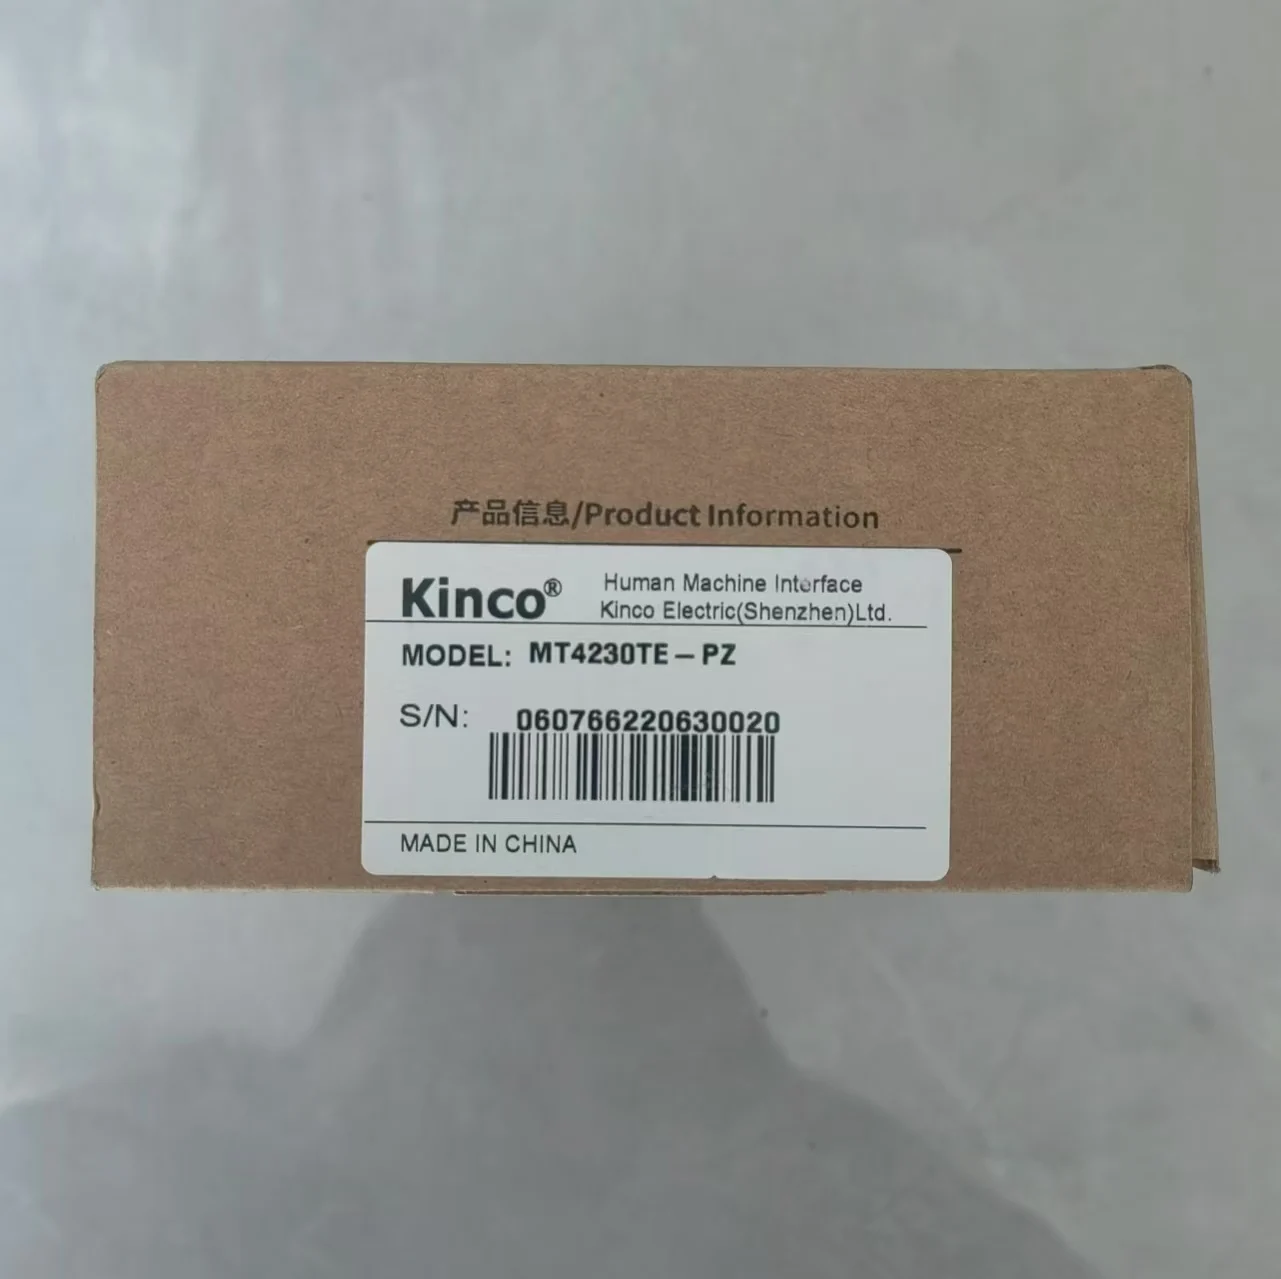 产品信息/Product Information
Kinco® Human Machine Interface
Kinco Electric(Shenzhen)Ltd.
MODEL: MT4230TE-PZ
S/N: 060766220630020
MADE IN CHINA